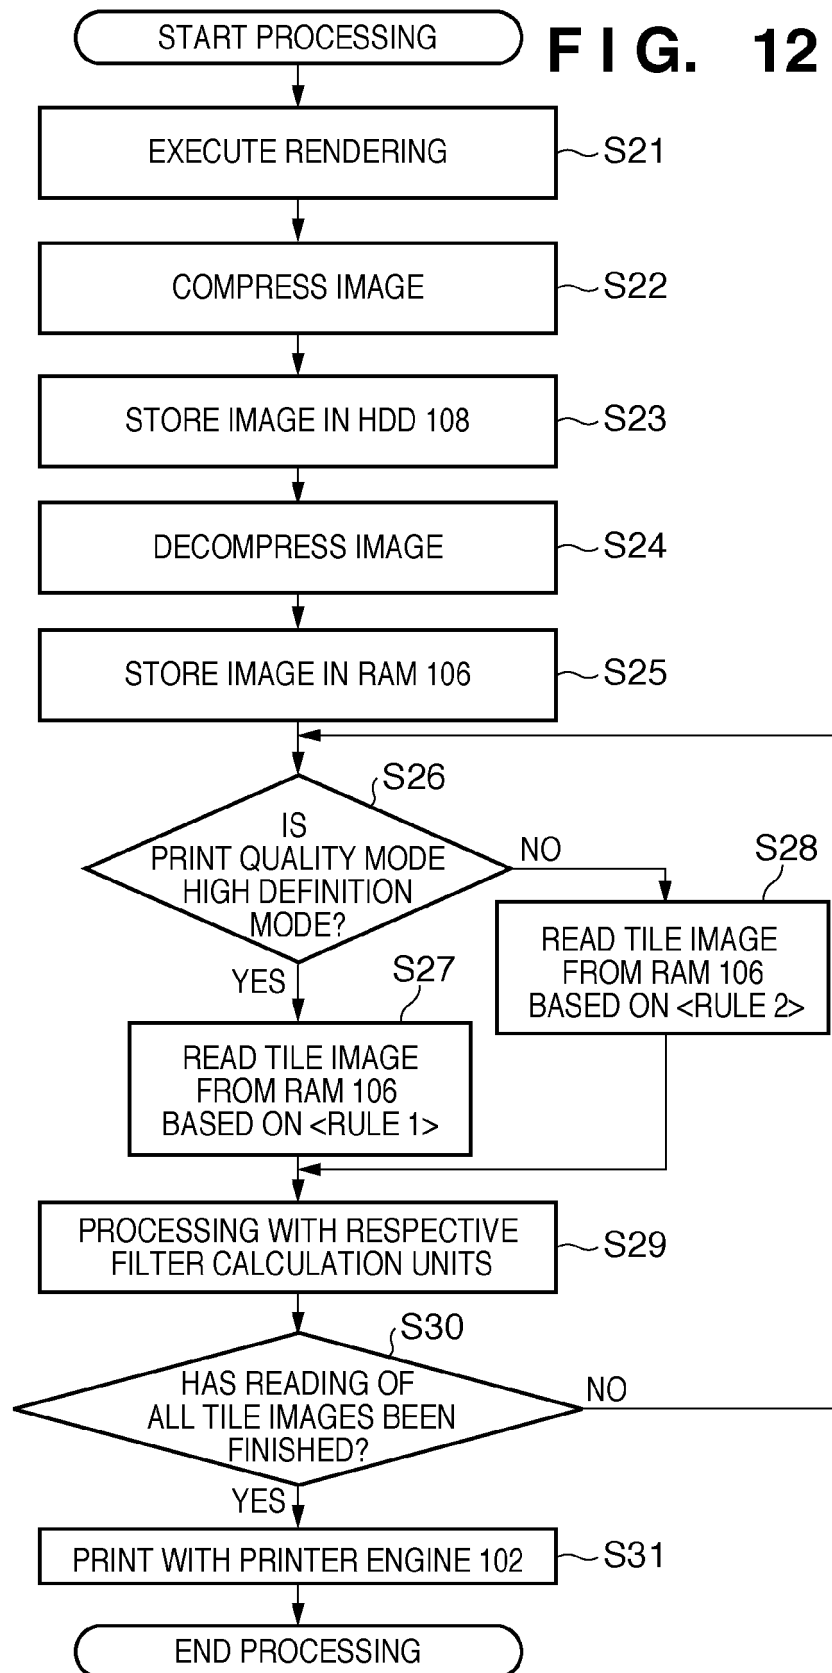 START PROCESSING
FIG. 12
EXECUTE RENDERING
S21
COMPRESS IMAGE
S22
STORE IMAGE IN HDD 108
S23
DECOMPRESS IMAGE
S24
STORE IMAGE IN RAM 106
S25
S26
IS
PRINT QUALITY MODE
HIGH DEFINITION
MODE?
NO
S28
READ TILE IMAGE
FROM RAM 106
BASED ON <RULE 2>
YES
S27
READ TILE IMAGE
FROM RAM 106
BASED ON <RULE 1>
PROCESSING WITH RESPECTIVE
FILTER CALCULATION UNITS
S29
S30
HAS READING OF
ALL TILE IMAGES BEEN
FINISHED?
NO
YES
PRINT WITH PRINTER ENGINE 102
S31
END PROCESSING